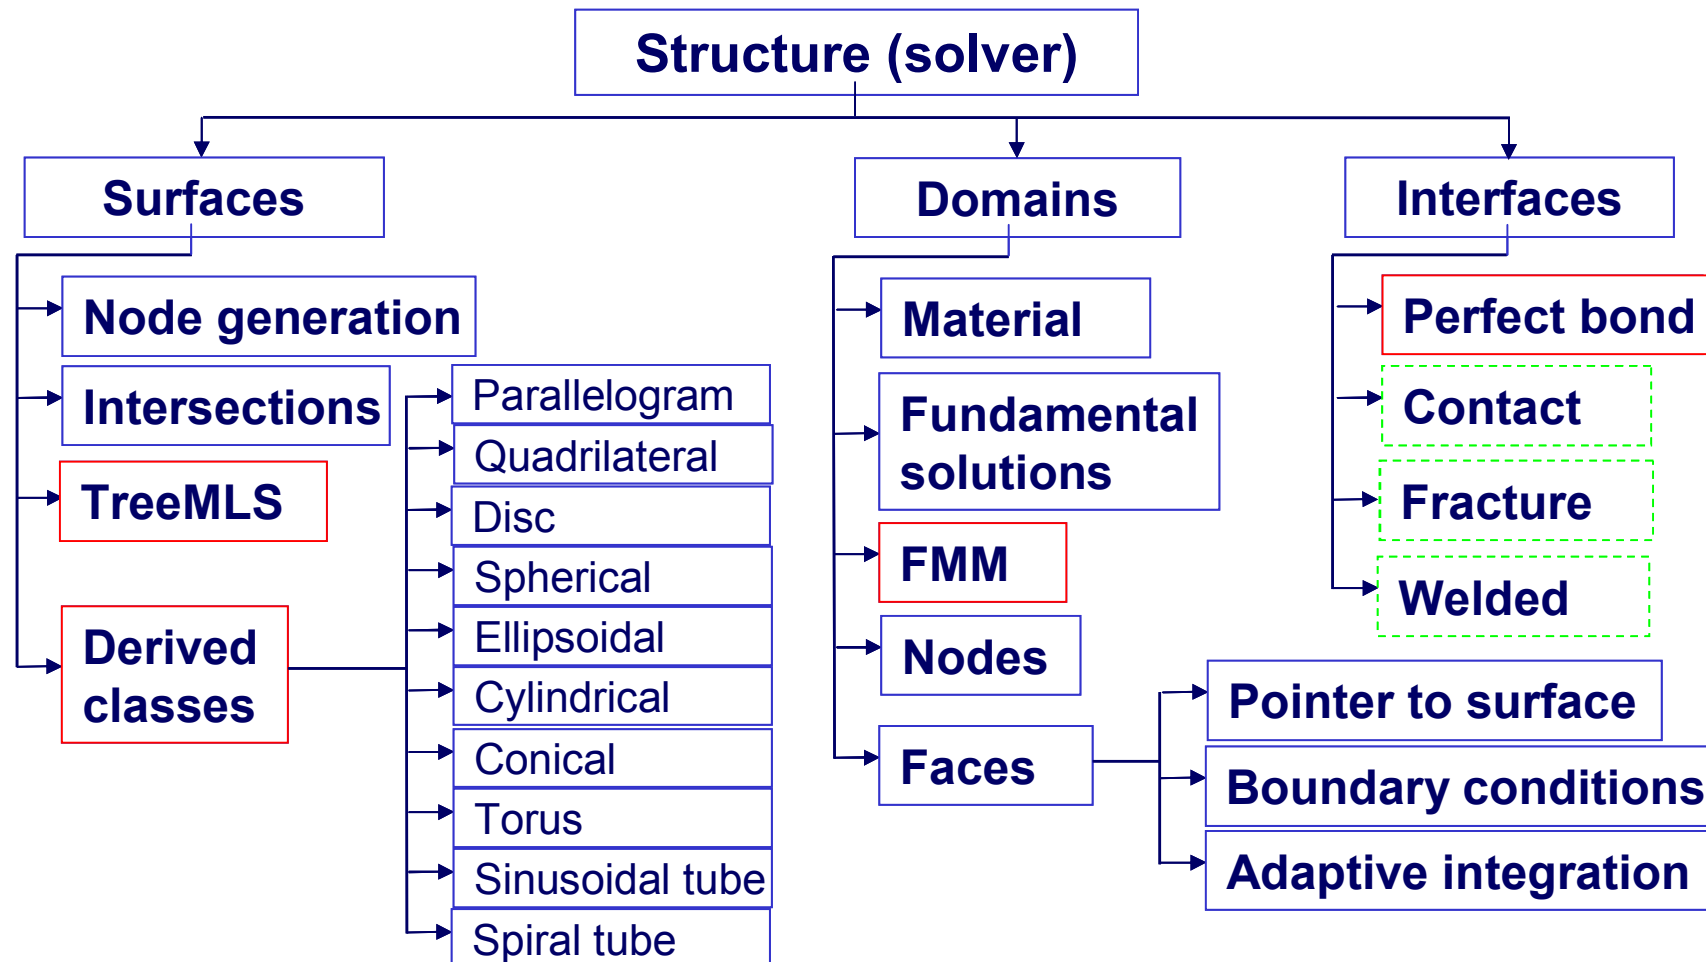 Structure (solver)
Surfaces
Domains
Interfaces
Node generation
Intersections
TreeMLS
Derived
classes
Parallelogram
Quadrilateral
Disc
Spherical
Ellipsoidal
Cylindrical
Conical
Torus
Sinusoidal tube
Spiral tube
Material
Fundamental
solutions
FMM
Nodes
Faces
Pointer to surface
Boundary conditions
Adaptive integration
Perfect bond
Contact
Fracture
Welded